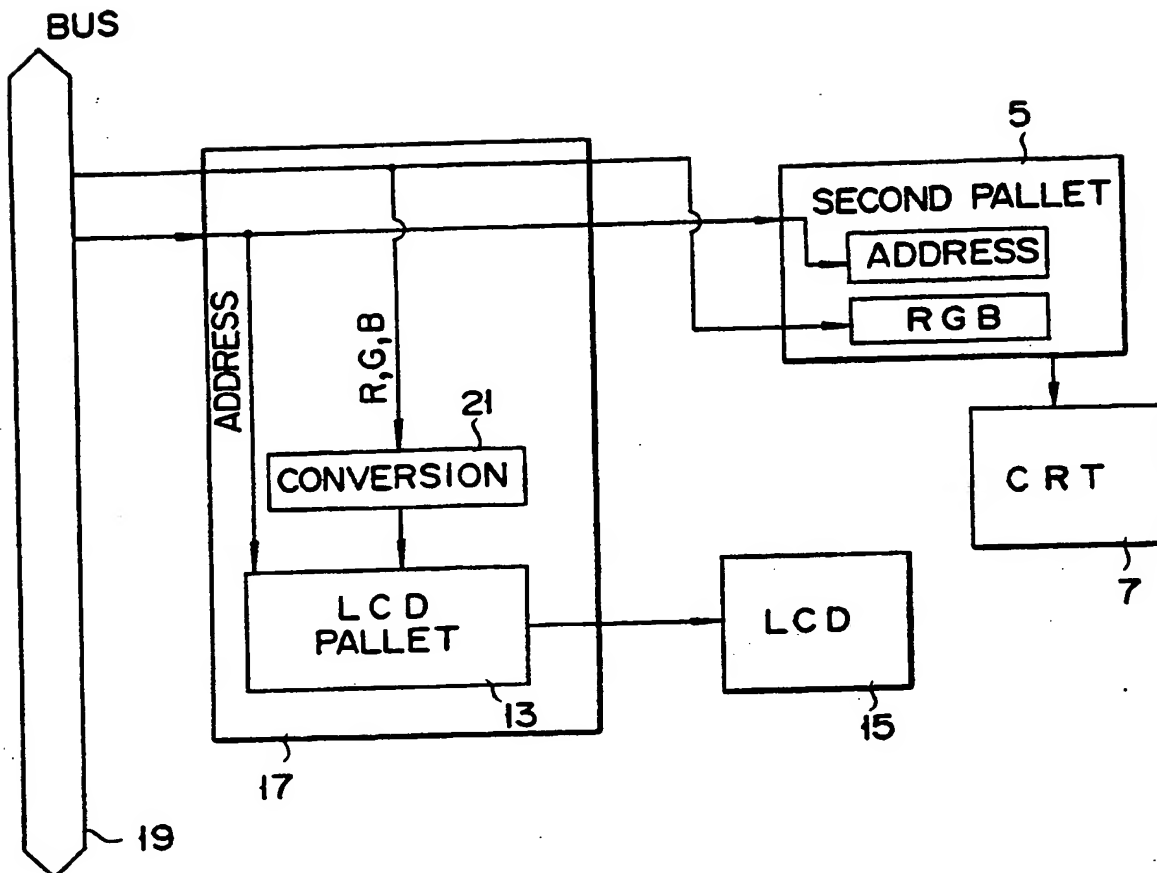 BUS
5
SECOND PALLET
ADDRESS
RGB
ADDRESS
R,G,B
21
CONVERSION
CRT
7
LCD
PALLET
13
LCD
15
17
19